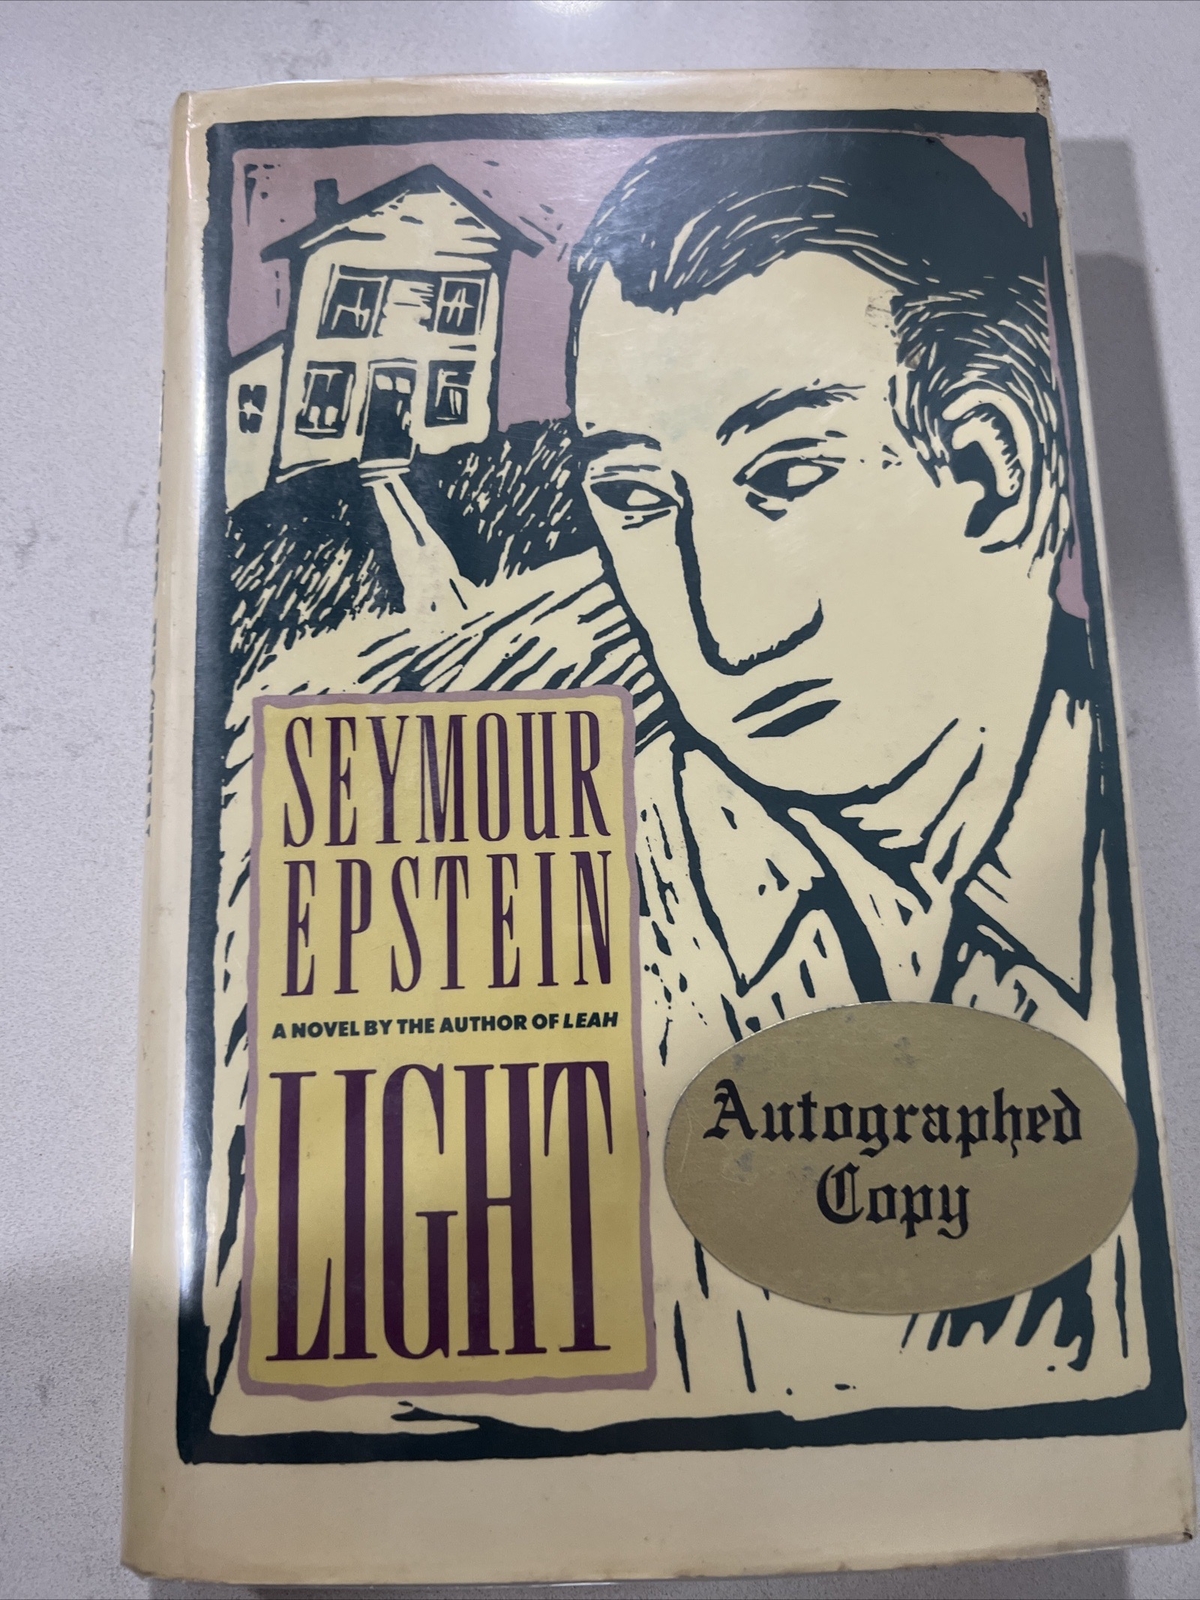 SEYMOUR
EPSTEIN
A NOVEL BY THE AUTHOR OF LEAH
LIGHT
Autographed
Copy